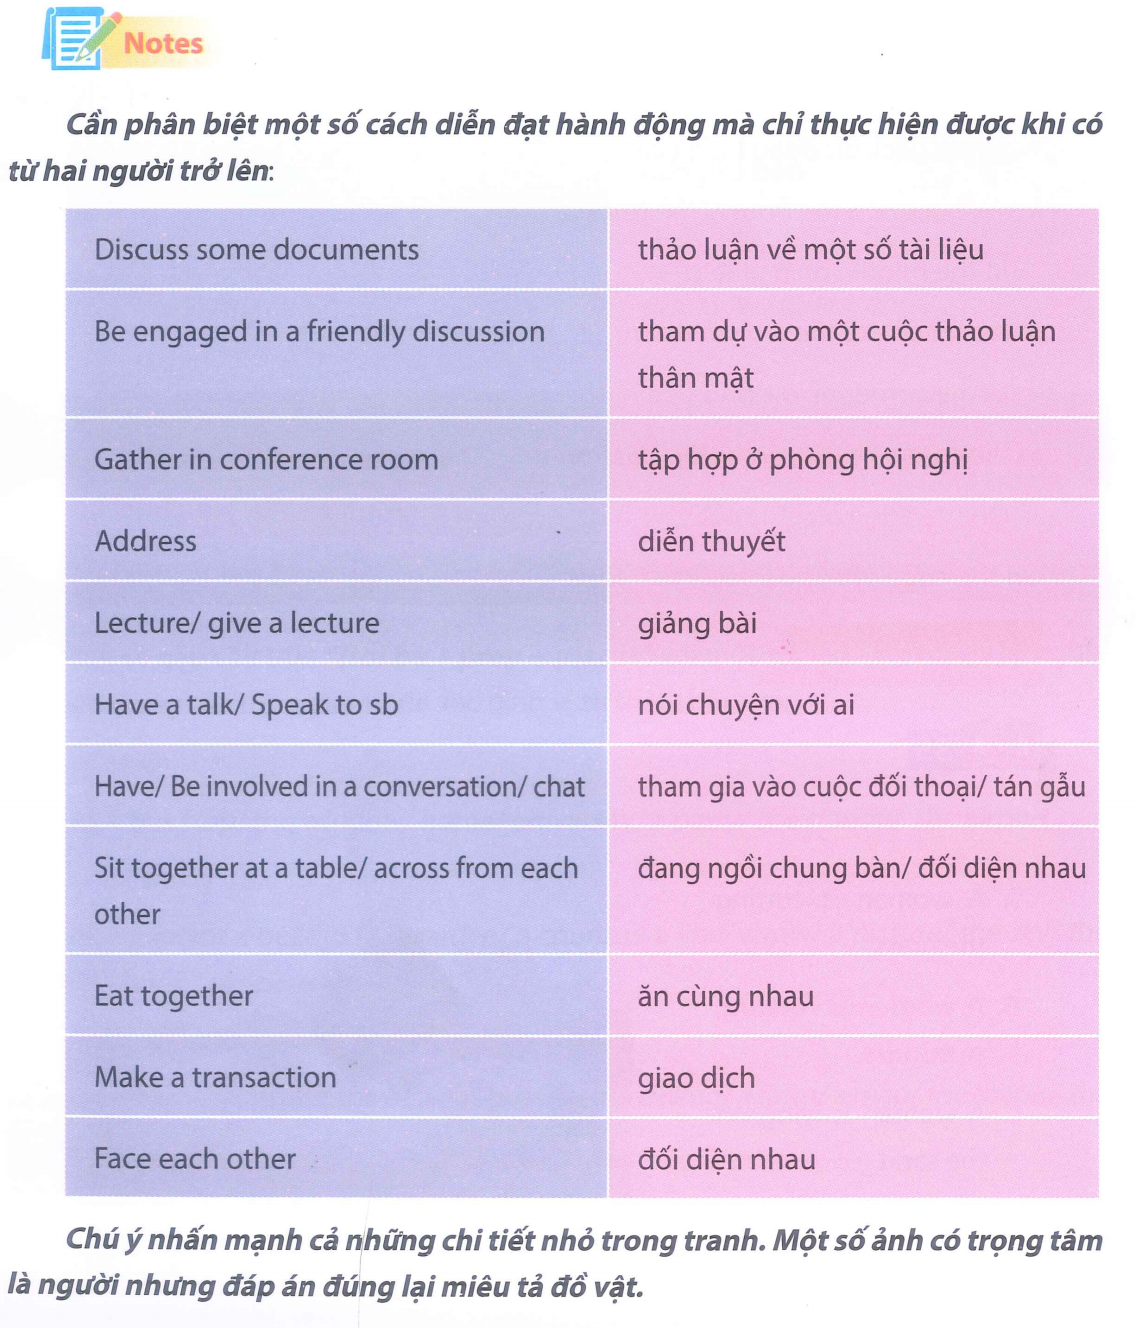 Notes
Cần phân biệt một số cách diễn đạt hành động mà chỉ thực hiện được khi có
từ hai người trở lên:
Discuss some documents
thảo luận về một số tài liệu
Be engaged in a friendly discussion
tham dự vào một cuộc thảo luận
thân mật
Gather in conference room
tập hợp ở phòng hội nghị
Address
diễn thuyết
Lecture/ give a lecture
giảng bài
Have a talk/ Speak to sb
nói chuyện với ai
Have/ Be involved in a conversation/ chat
tham gia vào cuộc đối thoại/ tán gẫu
Sit together at a table/ across from each
other
đang ngồi chung bàn/ đối diện nhau
Eat together
ăn cùng nhau
Make a transaction
giao dịch
Face each other
đối diện nhau
Chú ý nhấn mạnh cả những chi tiết nhỏ trong tranh. Một số ảnh có trọng tâm
là người nhưng đáp án đúng lại miêu tả đồ vật.